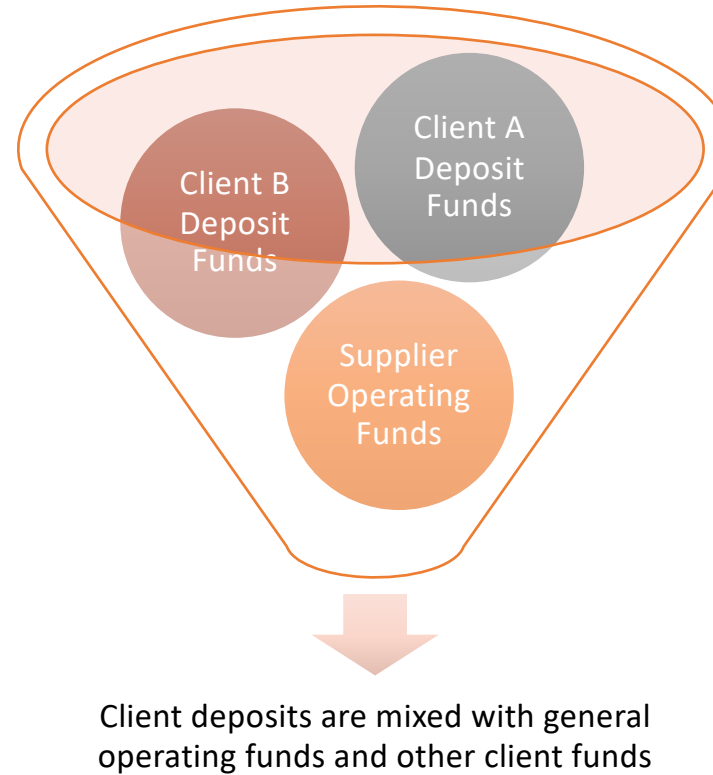 Client A
Deposit
Funds
Client B
Deposit
Funds
Supplier
Operating
Funds
Client deposits are mixed with general
operating funds and other client funds